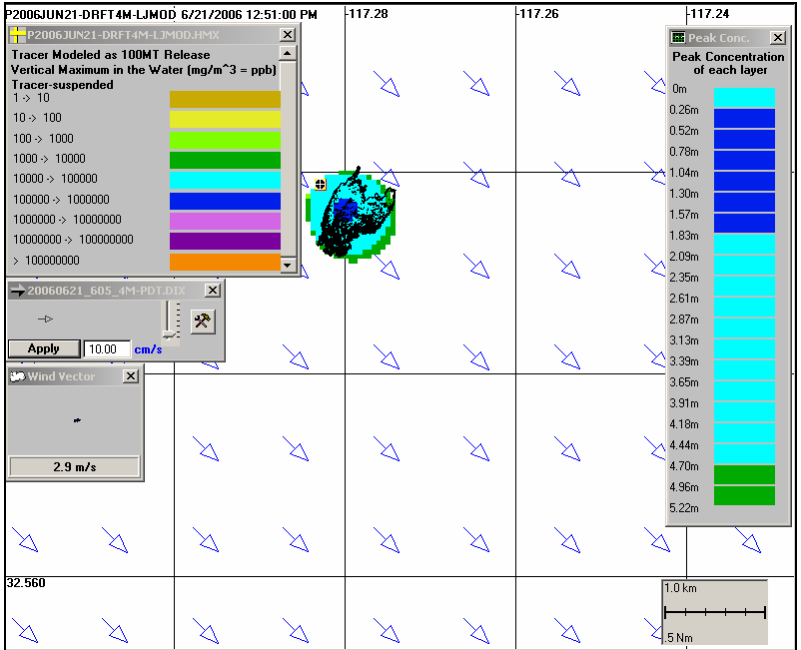 P2006JUN21-DRFT4M-LJMOD 6/21/2006 12:51:00 PM
-117.28
-117.26
-117.24
P2006JUN21-DRFT4M-LJMOD.HMX
Tracer Modeled as 100MT Release
Vertical Maximum in the Water (mg/m^3 = ppb)
Tracer-suspended
1 -> 10
10 -> 100
100 -> 1000
1000 -> 10000
10000 -> 100000
100000 -> 1000000
1000000 -> 10000000
10000000 -> 100000000
> 100000000
20060621_605_4M-PDT.DIX
Apply
10.00
cm/s
Wind Vector
2.9 m/s
Peak Conc.
Peak Concentration
of each layer
0m
0.26m
0.52m
0.78m
1.04m
1.30m
1.57m
1.83m
2.09m
2.35m
2.61m
2.87m
3.13m
3.39m
3.65m
3.91m
4.18m
4.44m
4.70m
4.96m
5.22m
32.560
1.0 km
.5 Nm